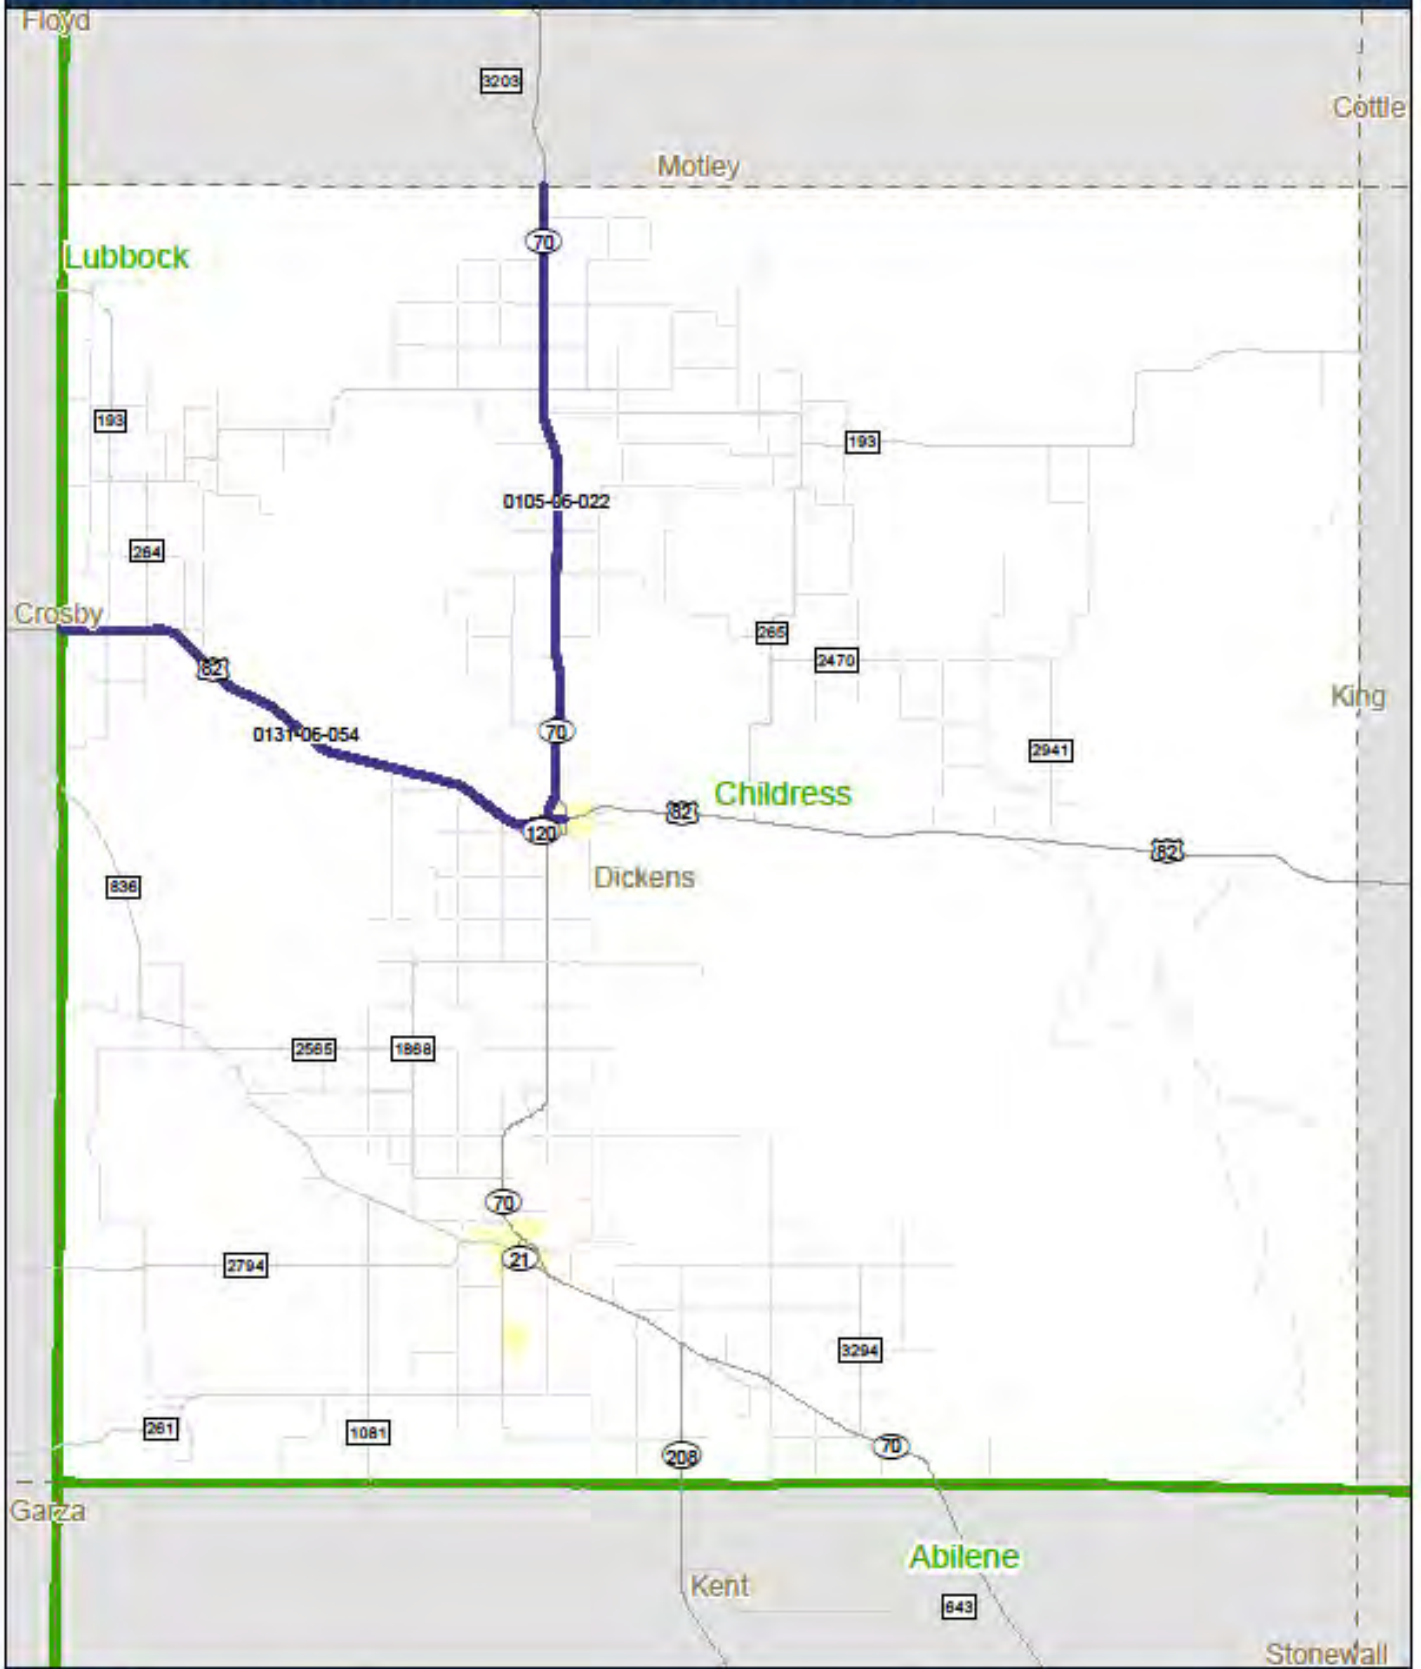 Floyd
3203
Cottle
Motley
70
Lubbock
193
193
0105-06-022
264
Crosby
265
2470
82
King
0131-06-054
70
2941
Childress
82
120
82
Dickens
836
2565
1868
70
21
2794
3294
261
1081
70
208
Garza
Abilene
Kent
643
Stonewall